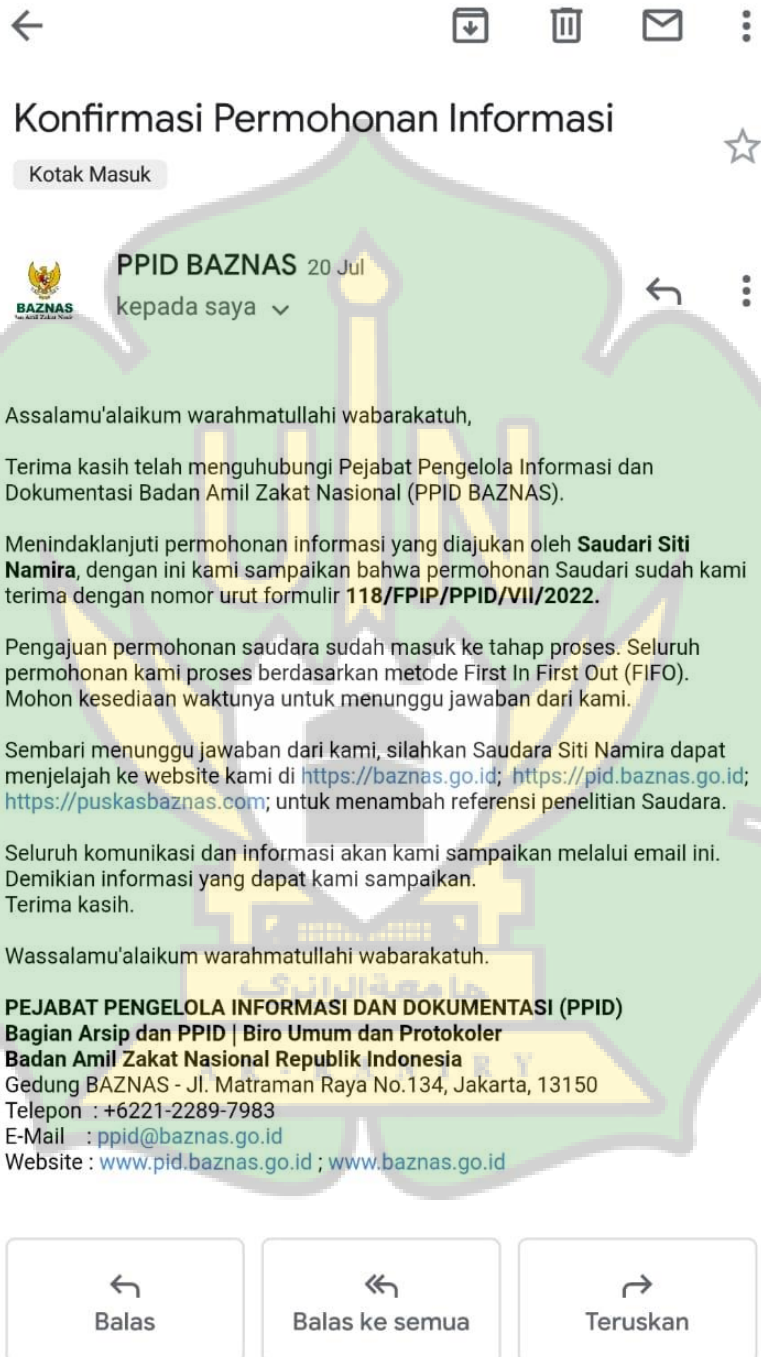 Konfirmasi Permohonan Informasi
Kotak Masuk
PPID BAZNAS 20 Jul
kepada saya
BAZNAS
Assalamu'alaikum warahmatullahi wabarakatuh,
Terima kasih telah menguhubungi Pejabat Pengelola Informasi dan
Dokumentasi Badan Amil Zakat Nasional (PPID BAZNAS).
Menindaklanjuti permohonan informasi yang diajukan oleh Saudari Siti
Namira, dengan ini kami sampaikan bahwa permohonan Saudari sudah kami
terima dengan nomor urut formulir 118/FPIP/PPID/VII/2022.
Pengajuan permohonan saudara sudah masuk ke tahap proses. Seluruh
permohonan kami proses berdasarkan metode First In First Out (FIFO).
Mohon kesediaan waktunya untuk menunggu jawaban dari kami.
Sembari menunggu jawaban dari kami, silahkan Saudara Siti Namira dapat
menjelajah ke website kami di https://baznas.go.id; https://pid.baznas.go.id;
https://puskasbaznas.com; untuk menambah referensi penelitian Saudara.
Seluruh komunikasi dan informasi akan kami sampaikan melalui email ini.
Demikian informasi yang dapat kami sampaikan.
Terima kasih.
Wassalamu'alaikum warahmatullahi wabarakatuh.
جامعة الرانري
PEJABAT PENGELOLA INFORMASI DAN DOKUMENTASI (PPID)
Bagian Arsip dan PPID | Biro Umum dan Protokoler
Badan Amil Zakat Nasional Republik Indonesia
Gedung BAZNAS - Jl. Matraman Raya No.134, Jakarta, 13150
Telepon : +6221-2289-7983
E-Mail : ppid@baznas.go.id
Website : www.pid.baznas.go.id ; www.baznas.go.id
UIN
AR-RANIRY
Balas
Balas ke semua
Teruskan